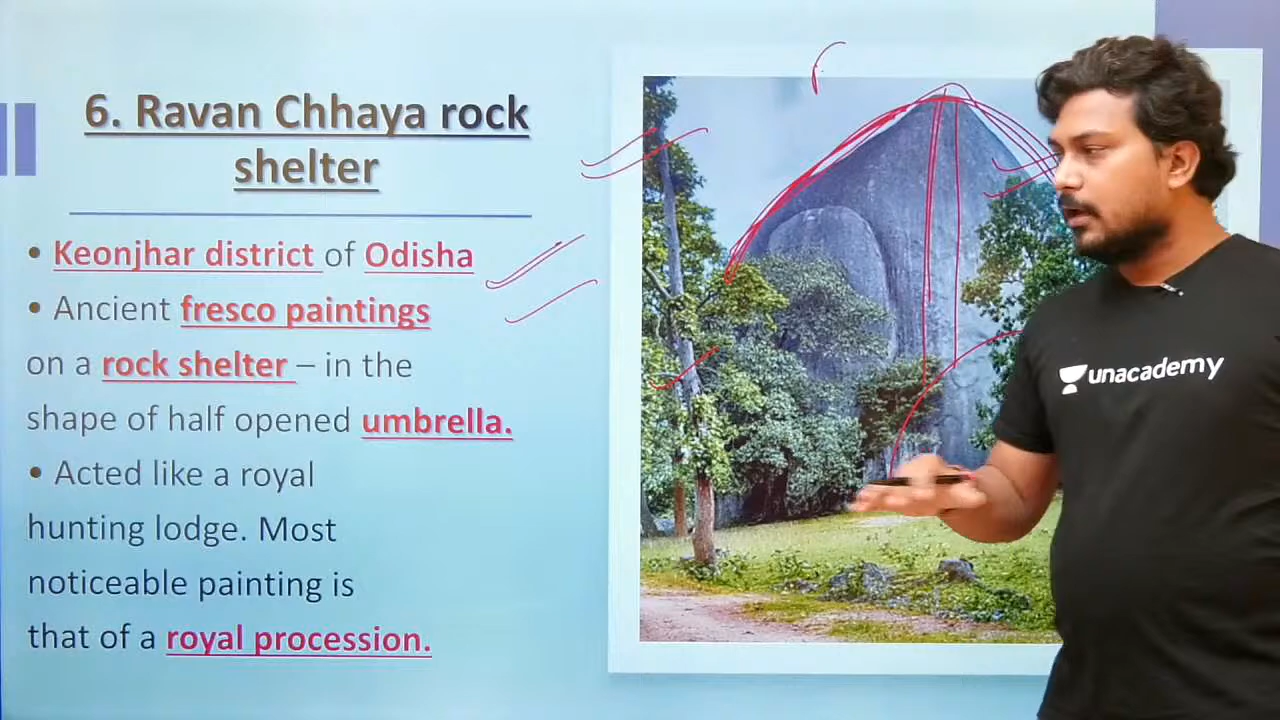 6. Ravan Chhaya rock
shelter
• Keonjhar district of Odisha
• Ancient fresco paintings
on a rock shelter – in the
shape of half opened umbrella.
• Acted like a royal
hunting lodge. Most
noticeable painting is
that of a royal procession.
unacademy